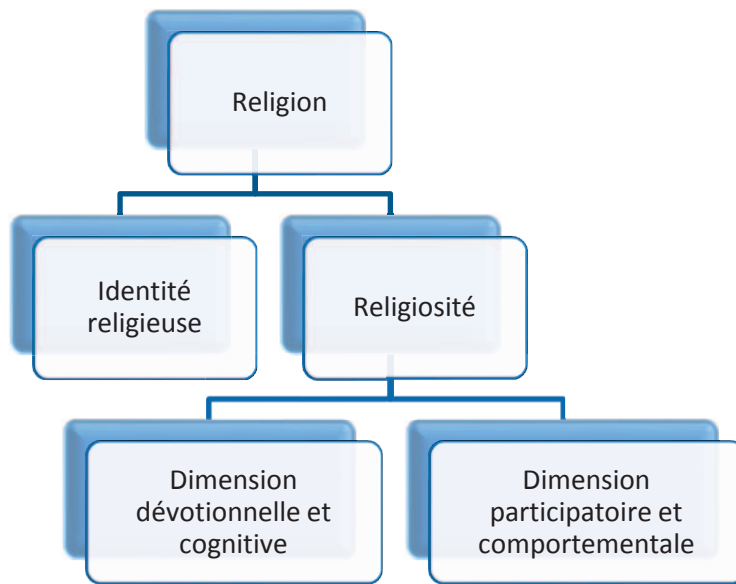 Religion
Identité
religieuse
Religiosité
Dimension
dévotionnelle et
cognitive
Dimension
participatoire et
comportementale